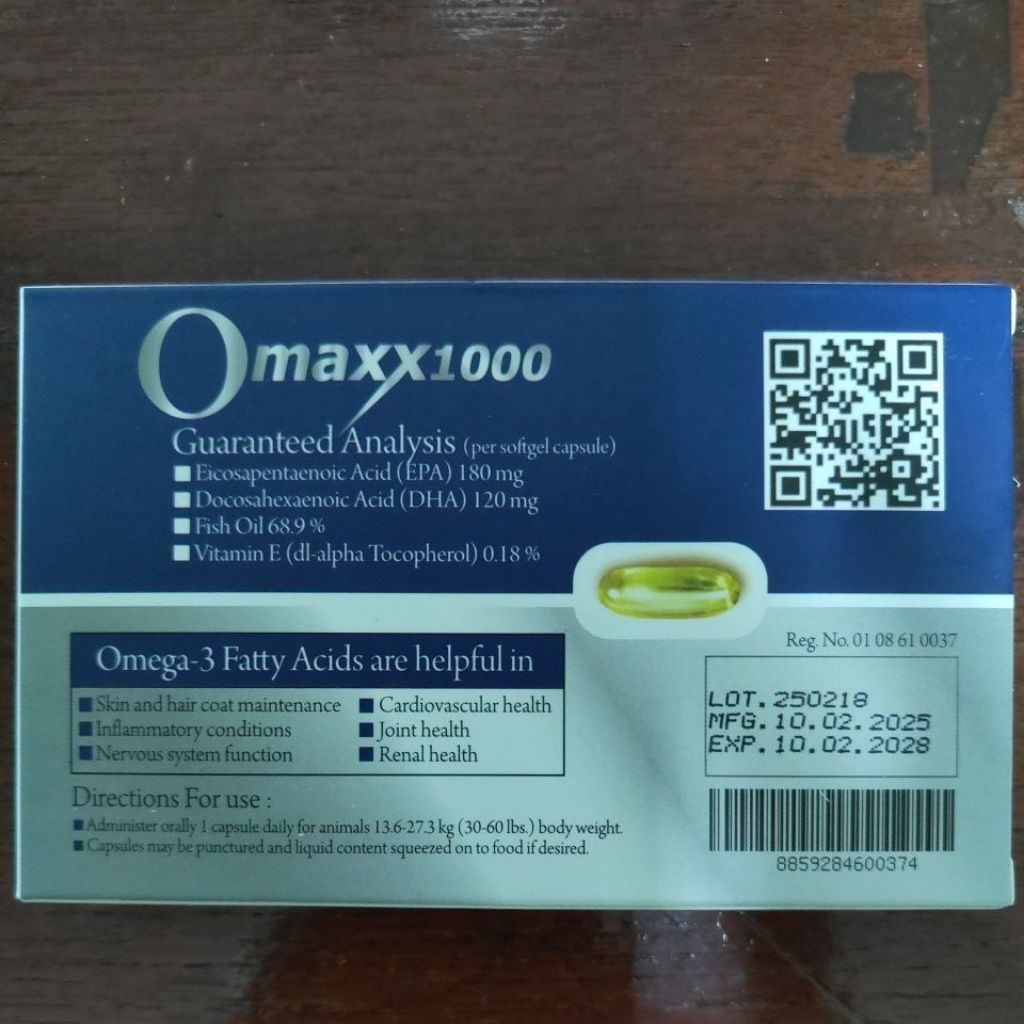 Omaxx1000
Guaranteed Analysis (per softgel capsule)
Eicosapentaenoic Acid (EPA) 180 mg
Docosahexaenoic Acid (DHA) 120 mg
Fish Oil 68.9 %
Vitamin E (dl-alpha Tocopherol) 0.18 %
Omega-3 Fatty Acids are helpful in
Skin and hair coat maintenance
Inflammatory conditions
Nervous system function
Cardiovascular health
Joint health
Renal health
Directions For use :
Administer orally 1 capsule daily for animals 13.6-27.3 kg (30-60 lbs.) body weight.
Capsules may be punctured and liquid content squeezed on to food if desired.
Reg. No. 01 08 61 0037
LOT. 250218
MFG. 10. 02. 2025
EXP. 10. 02. 2028
8859284600374